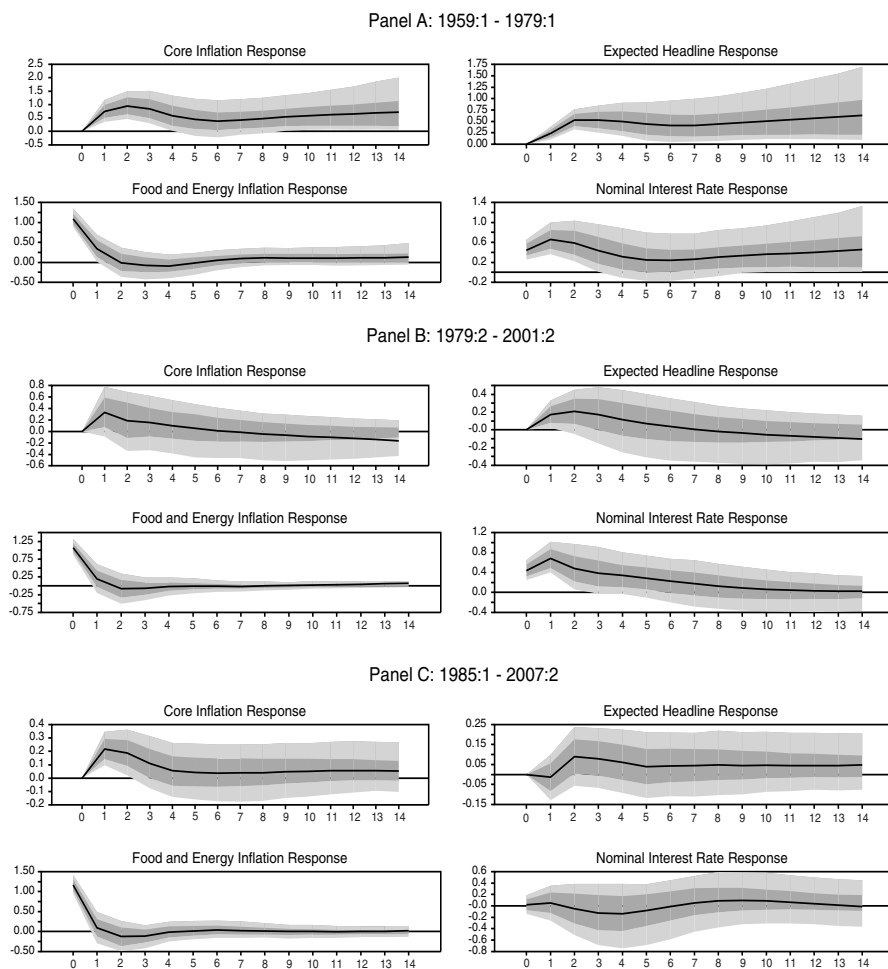 Panel A: 1959:1 - 1979:1
Core Inflation Response
2.5
2.0
1.5
1.0
0.5
0.0
-0.5
0 1 2 3 4 5 6 7 8 9 10 11 12 13 14
Expected Headline Response
1.75
1.50
1.25
1.00
0.75
0.50
0.25
0.00
0 1 2 3 4 5 6 7 8 9 10 11 12 13 14
Food and Energy Inflation Response
1.50
1.00
0.50
0.00
-0.50
0 1 2 3 4 5 6 7 8 9 10 11 12 13 14
Nominal Interest Rate Response
1.4
1.0
0.6
0.2
-0.2
0 1 2 3 4 5 6 7 8 9 10 11 12 13 14
Panel B: 1979:2 - 2001:2
Core Inflation Response
0.8
0.6
0.4
0.2
0.0
-0.2
-0.4
-0.6
0 1 2 3 4 5 6 7 8 9 10 11 12 13 14
Expected Headline Response
0.4
0.2
-0.0
-0.2
-0.4
0 1 2 3 4 5 6 7 8 9 10 11 12 13 14
Food and Energy Inflation Response
1.25
0.75
0.25
-0.25
-0.75
0 1 2 3 4 5 6 7 8 9 10 11 12 13 14
Nominal Interest Rate Response
1.2
0.8
0.4
0.0
-0.4
0 1 2 3 4 5 6 7 8 9 10 11 12 13 14
Panel C: 1985:1 - 2007:2
Core Inflation Response
0.4
0.3
0.2
0.1
0.0
-0.1
-0.2
0 1 2 3 4 5 6 7 8 9 10 11 12 13 14
Expected Headline Response
0.25
0.15
0.05
-0.05
-0.15
0 1 2 3 4 5 6 7 8 9 10 11 12 13 14
Food and Energy Inflation Response
1.50
1.00
0.50
0.00
-0.50
0 1 2 3 4 5 6 7 8 9 10 11 12 13 14
Nominal Interest Rate Response
0.6
0.4
0.2
-0.0
-0.2
-0.4
-0.6
-0.8
0 1 2 3 4 5 6 7 8 9 10 11 12 13 14